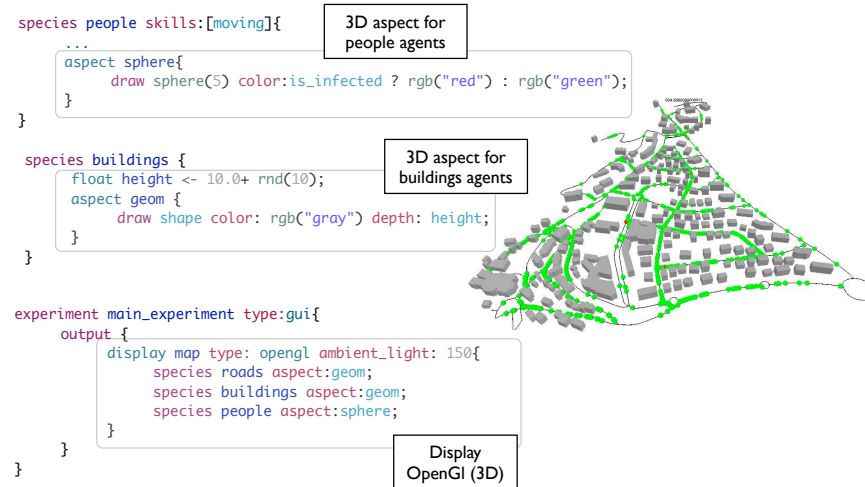 species people skills:[moving]{
3D aspect for
people agents
...
aspect sphere{
draw sphere(5) color:is_infected ? rgb("red") : rgb("green");
}
}
species buildings {
3D aspect for
buildings agents
float height <- 10.0+ rnd(10);
aspect geom {
draw shape color: rgb("gray") depth: height;
}
}
experiment main_experiment type:gui{
output {
display map type: opengl ambient_light: 150{
species roads aspect:geom;
species buildings aspect:geom;
species people aspect:sphere;
}
}
}
Display
OpenGl (3D)